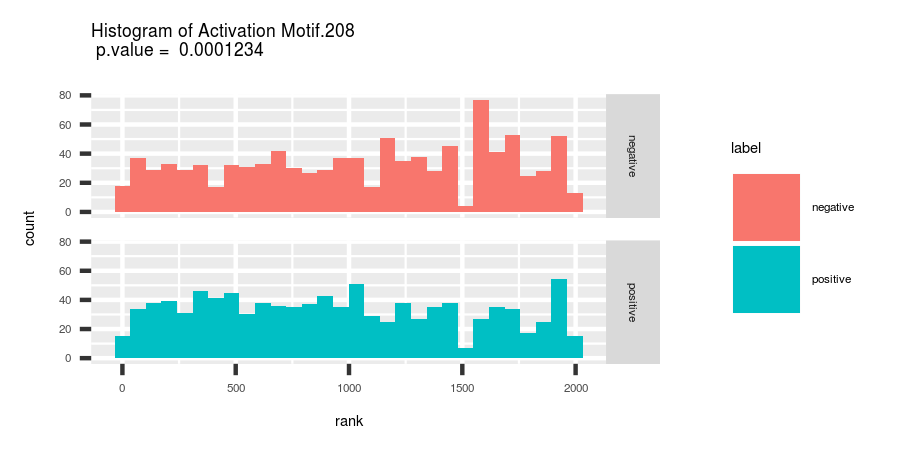 Histogram of Activation Motif.208
p.value = 0.0001234
count
80
60
40
20
0
negative
80
60
40
20
0
positive
0 500 1000 1500 2000
rank
label
negative
positive